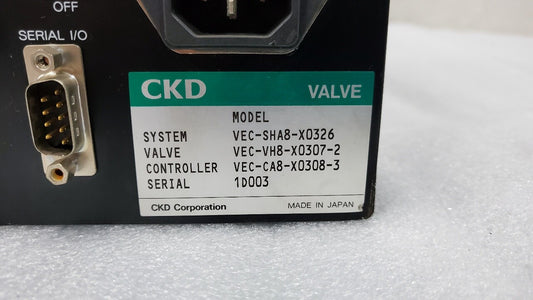 OFF
SERIAL I/O
CKD VALVE
MODEL
SYSTEM VEC-SHA8-X0326
VALVE VEC-VH8-X0307-2
CONTROLLER VEC-CA8-X0308-3
SERIAL 1D003
CKD Corporation MADE IN JAPAN